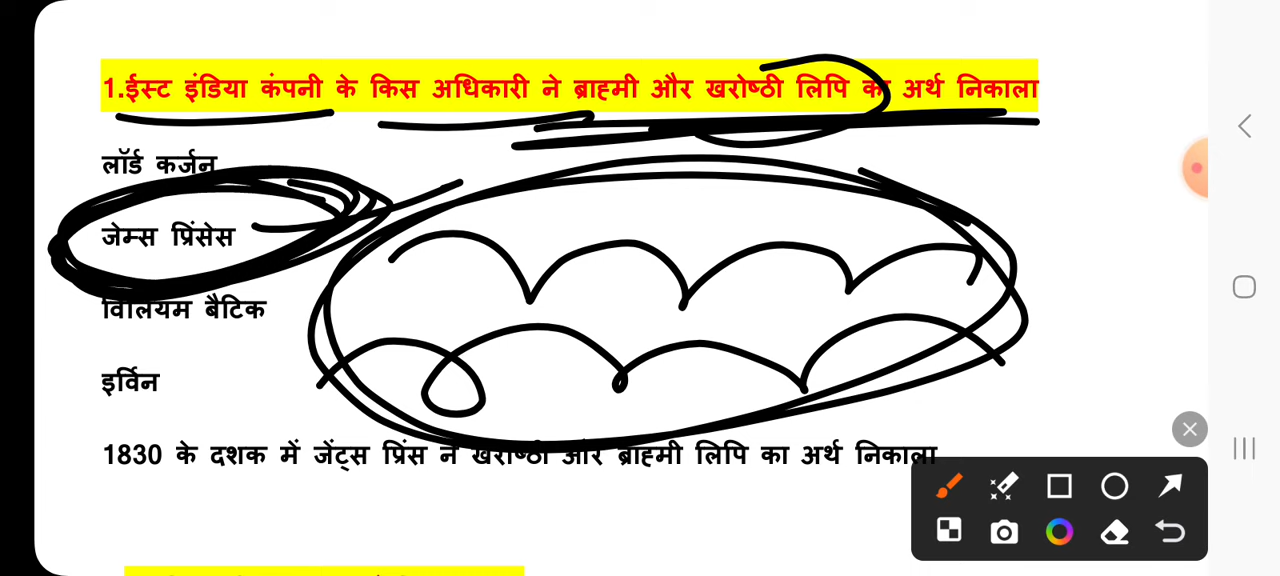 1.ईस्ट इंडिया कंपनी के किस अधिकारी ने ब्राह्मी और खरोष्ठी लिपि का अर्थ निकाला
लॉर्ड कर्जन
जेम्स प्रिंसेस
विलियम बैटिक
इर्विन
1830 के दशक में जेंट्स प्रिंस ने खरोष्ठी और ब्राह्मी लिपि का अर्थ निकाला